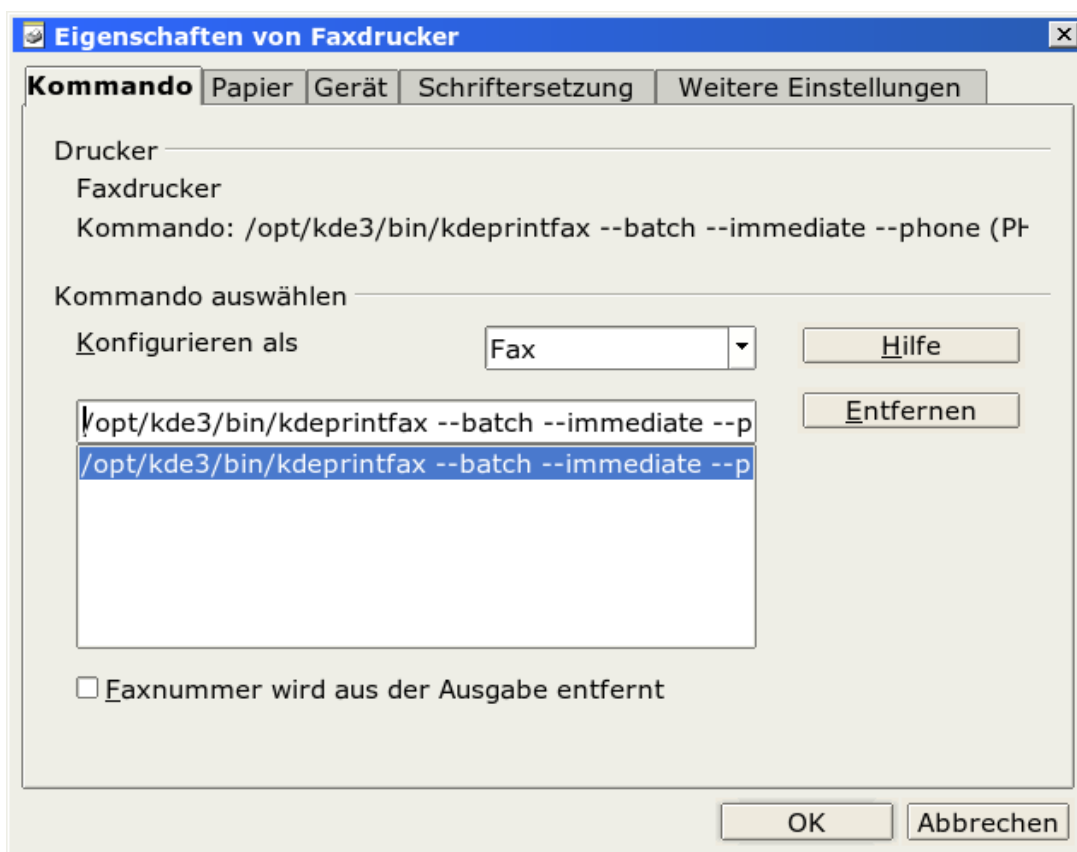 Eigenschaften von Faxdrucker
Kommando Papier Gerät Schriftersetzung Weitere Einstellungen
Drucker
Faxdrucker
Kommando: /opt/kde3/bin/kdeprintfax --batch --immediate --phone (PH
Kommando auswählen
Konfigurieren als Fax Hilfe
/opt/kde3/bin/kdeprintfax --batch --immediate --p Entfernen
/opt/kde3/bin/kdeprintfax --batch --immediate --p
Faxnummer wird aus der Ausgabe entfernt
OK Abbrechen